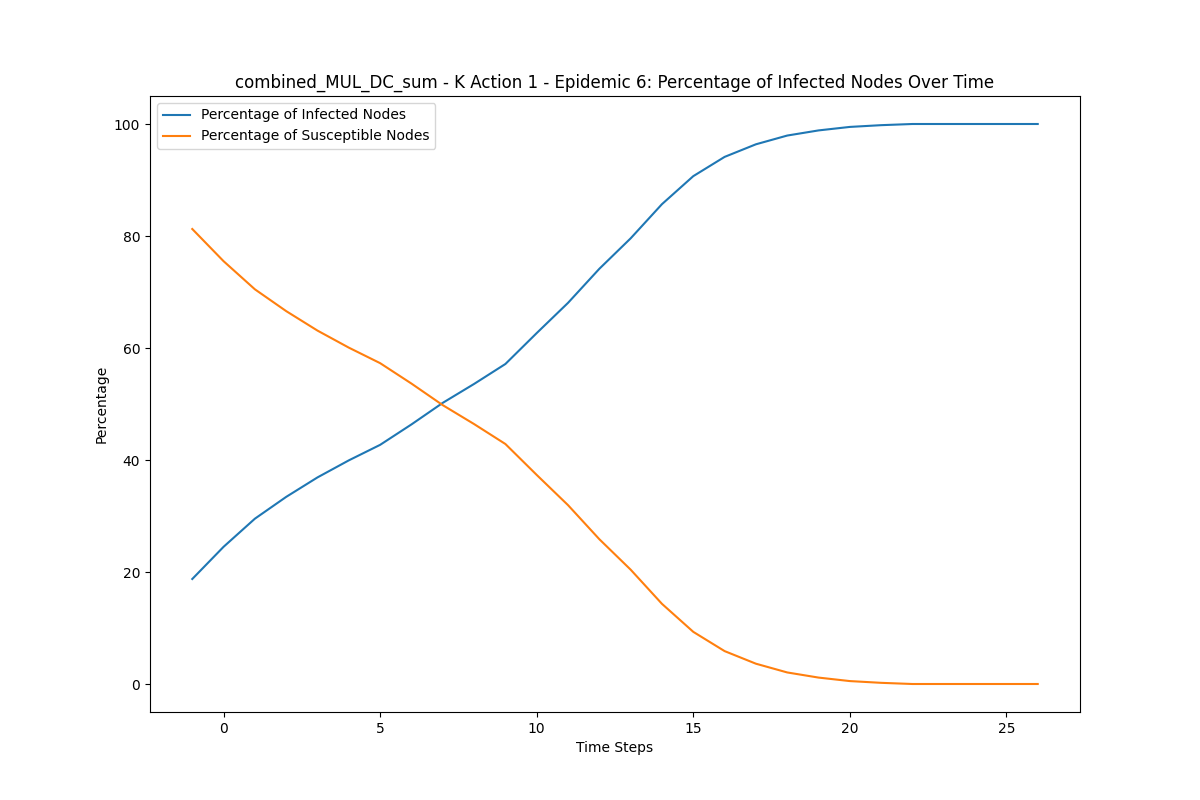 combined_MUL_DC_sum - K Action 1 - Epidemic 6: Percentage of Infected Nodes Over Time
Percentage of Infected Nodes
Percentage of Susceptible Nodes
100
80
60
40
20
0
Percentage
0 5 10 15 20 25
Time Steps